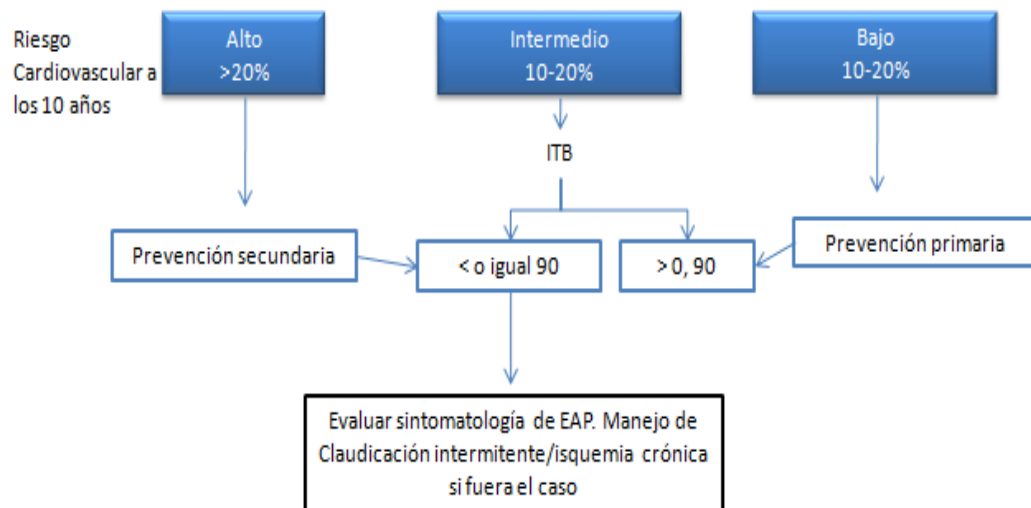 Riesgo
Cardiovascular a
los 10 años
Alto
>20%
Intermedio
10-20%
Bajo
10-20%
ITB
Prevención secundaria
< o igual 90
> 0, 90
Prevención primaria
Evaluar sintomatología de EAP. Manejo de
Claudicación intermitente/isquemia crónica
si fuera el caso